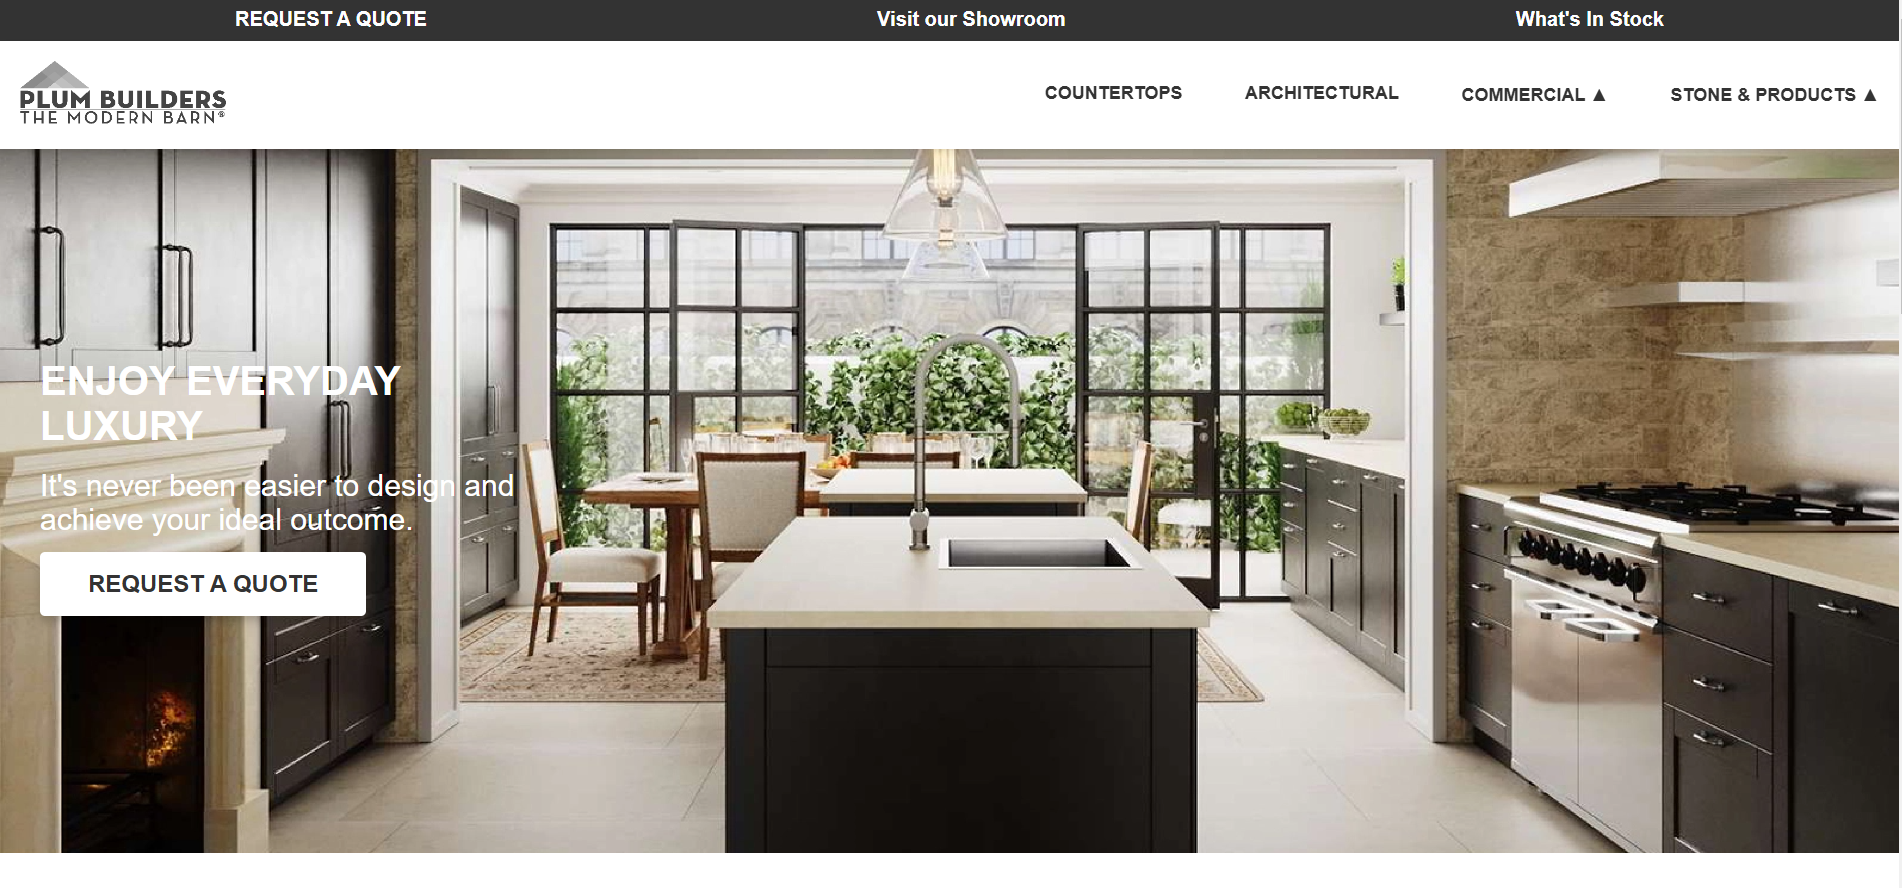 REQUEST A QUOTE
Visit our Showroom
What's In Stock
PLUM BUILDERS
THE MODERN BARN®
COUNTERTOPS
ARCHITECTURAL
COMMERCIAL ▲
STONE & PRODUCTS ▲
ENJOY EVERYDAY
LUXURY
It's never been easier to design and
achieve your ideal outcome.
REQUEST A QUOTE